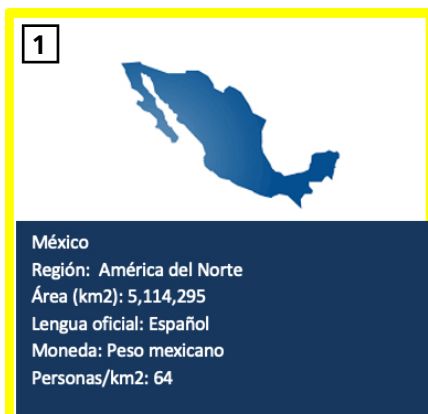 1
México
Región: América del Norte
Área (km2): 5,114,295
Lengua oficial: Español
Moneda: Peso mexicano
Personas/km2: 64